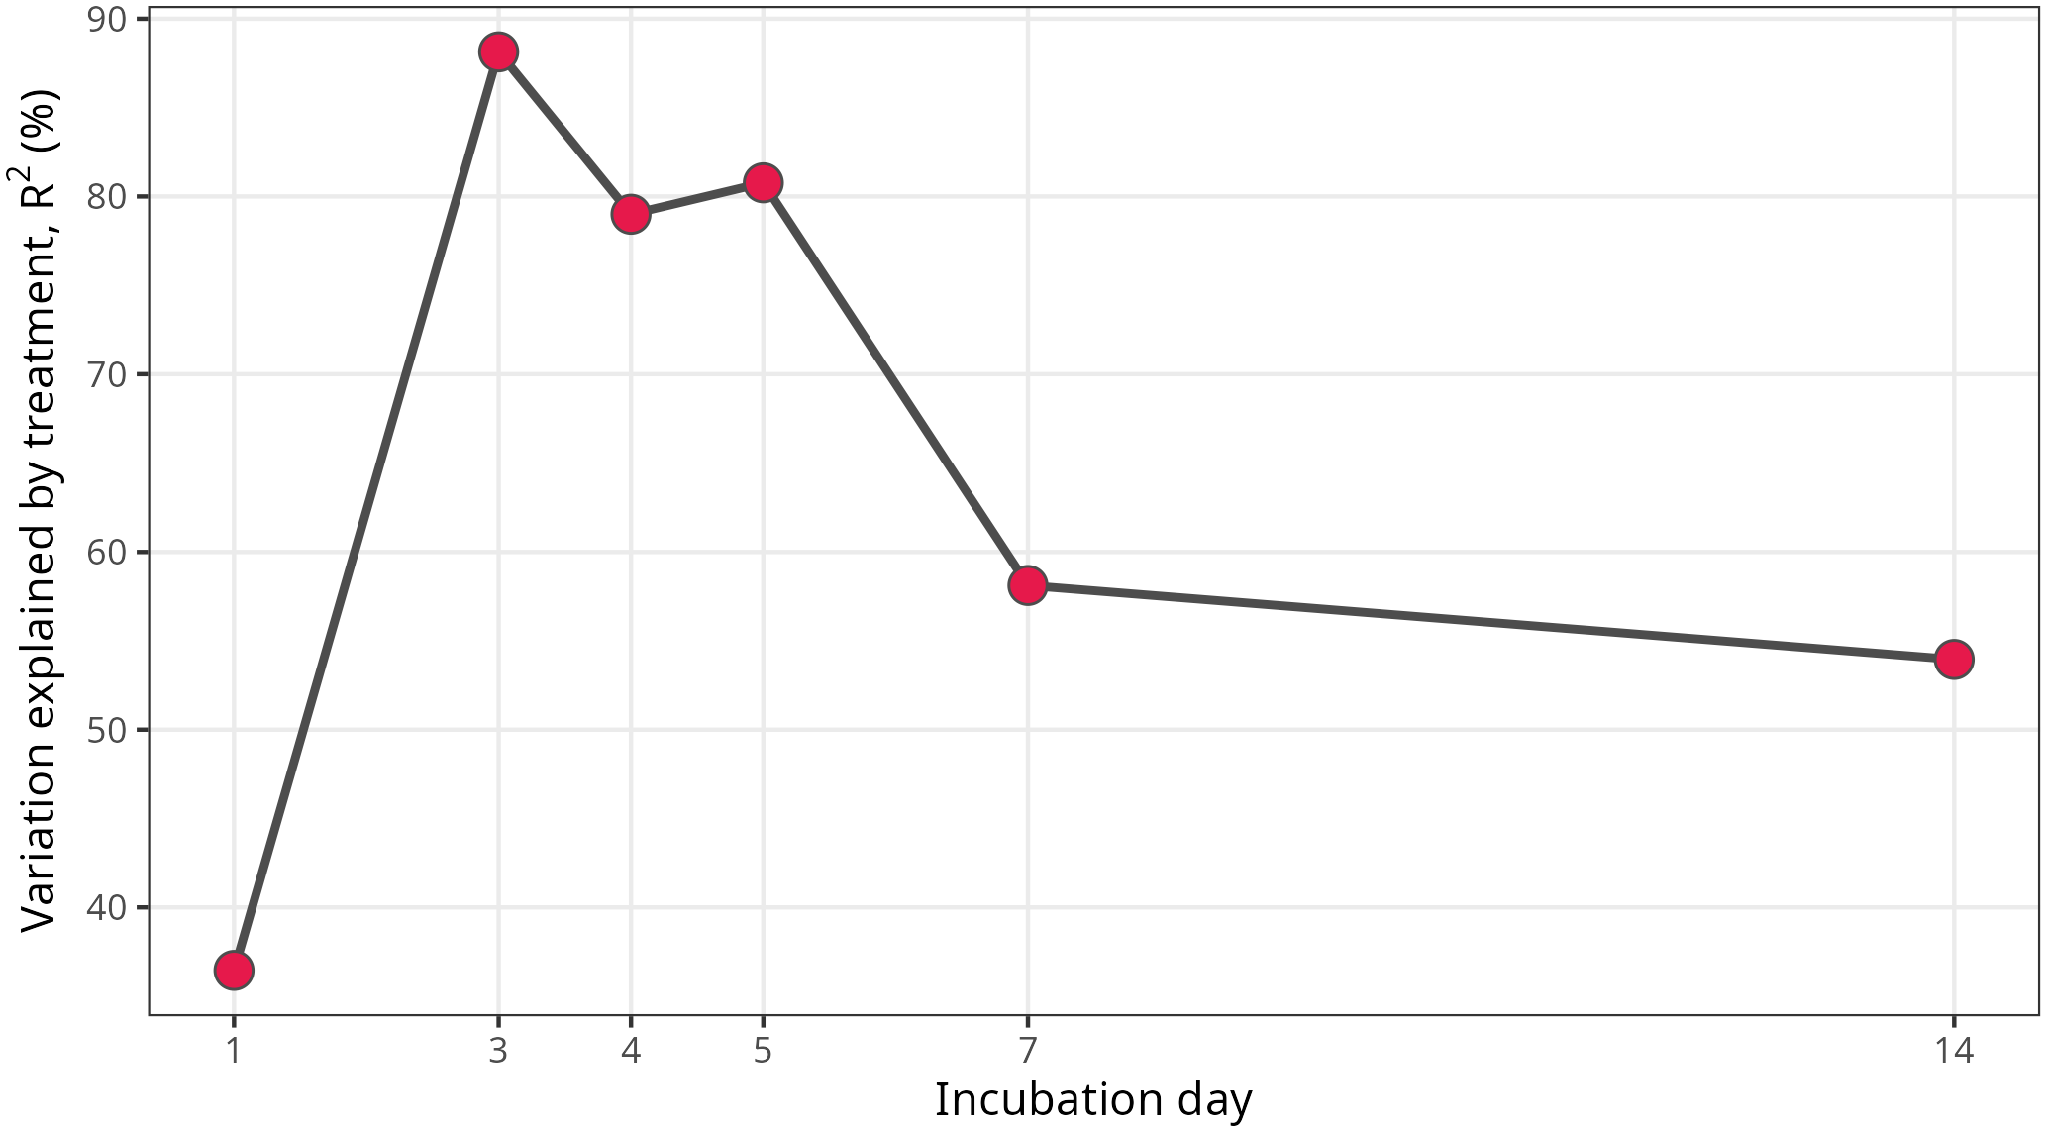 Variation explained by treatment, R² (%)
90
80
70
60
50
40
1 3 4 5 7 14
Incubation day